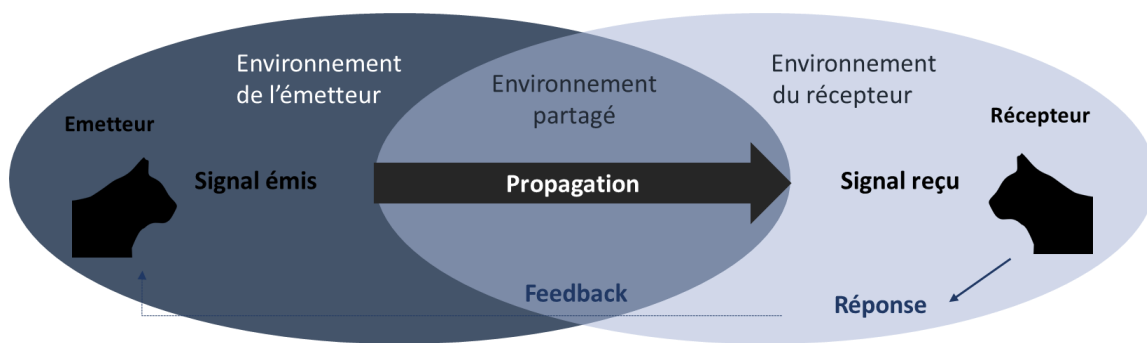 Environnement
de l'émetteur
Environnement
partagé
Environnement
du récepteur
Emetteur
Récepteur
Signal émis
Propagation
Signal reçu
Feedback
Réponse